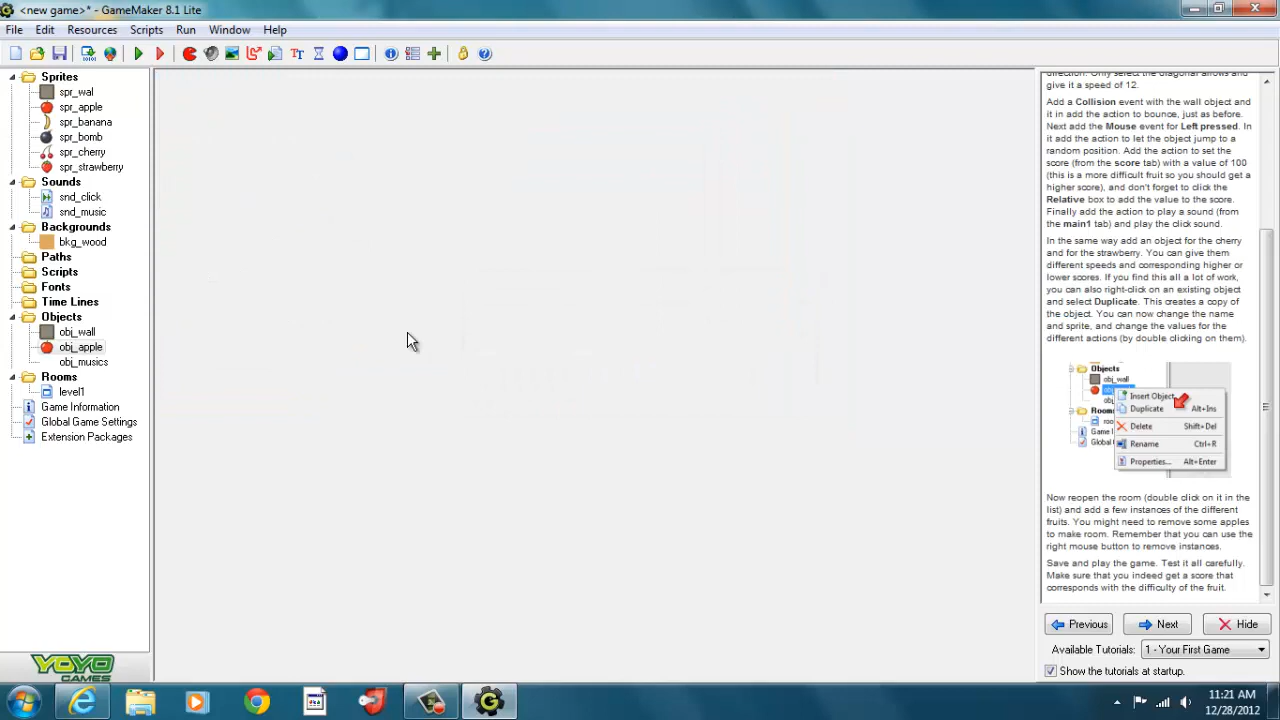 <new game>* - GameMaker 8.1 Lite
File Edit Resources Scripts Run Window Help
Sprites
spr_wal
spr_apple
spr_banana
spr_bomb
spr_cherry
spr_strawberry
Sounds
snd_click
snd_music
Backgrounds
bkg_wood
Paths
Scripts
Fonts
Time Lines
Objects
obj_wall
obj_apple
obj_musics
Rooms
level1
Game Information
Global Game Settings
Extension Packages
YOYO
GAMES
direction. Only select the diagonal allows and
give it a speed of 12.
Add a Collision event with the wall object and
it in add the action to bounce, just as before.
Next add the Mouse event for Left pressed. In
it add the action to let the object jump to a
random position. Add the action to set the
score (from the score tab) with a value of 100
(this is a more difficult fruit so you should get a
higher score), and don't forget to click the
Relative box to add the value to the score.
Finally add the action to play a sound (from
the main1 tab) and play the click sound.
In the same way add an object for the cherry
and for the strawberry. You can give them
different speeds and corresponding higher or
lower scores. If you find this all a lot of work,
you can also right-click on an existing object
and select Duplicate. This creates a copy of
the object. You can now change the name
and sprite, and change the values for the
different actions (by double clicking on them).
Objects
obj_wall
Insert Object
Duplicate Alt+Ins
Delete Shift+Del
Rename Ctrl+R
Properties... Alt+Enter
Now reopen the room (double click on it in the
list) and add a few instances of the different
fruits. You might need to remove some apples
to make room. Remember that you can use the
right mouse button to remove instances.
Save and play the game. Test it all carefully.
Make sure that you indeed get a score that
corresponds with the difficulty of the fruit.
Previous Next Hide
Available Tutorials: 1 - Your First Game
Show the tutorials at startup.
11:21 AM
12/28/2012